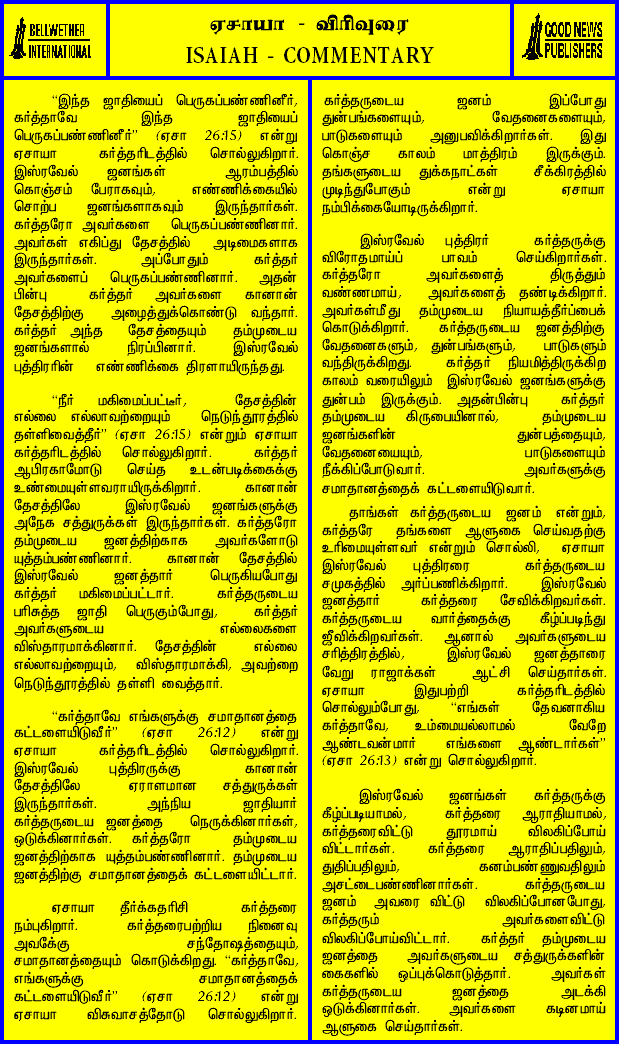 BELLWETHER
INTERNATIONAL
ஏசாயா - விரிவுரை
ISAIAH - COMMENTARY
GOOD NEWS
PUBLISHERS
“இந்த ஜாதியைப் பெருகப்பண்ணினீர்,
கர்த்தாவே இந்த ஜாதியைப்
பெருகப்பண்ணினீர்” (ஏசா 26:15) என்று
ஏசாயா கர்த்தரிடத்தில் சொல்லுகிறார்.
இஸ்ரவேல் ஜனங்கள் ஆரம்பத்தில்
கொஞ்சம் பேராகவும், எண்ணிக்கையில்
சொற்ப ஜனங்களாகவும் இருந்தார்கள்.
கர்த்தரோ அவர்களை பெருகப்பண்ணினார்.
அவர்கள் எகிப்து தேசத்தில் அடிமைகளாக
இருந்தார்கள். அப்போதும் கர்த்தர்
அவர்களைப் பெருகப்பண்ணினார். அதன்
பின்பு கர்த்தர் அவர்களை கானான்
தேசத்திற்கு அழைத்துக்கொண்டு வந்தார்.
கர்த்தர் அந்த தேசத்தையும் தம்முடைய
ஜனங்களால் நிரப்பினார். இஸ்ரவேல்
புத்திரரின் எண்ணிக்கை திரளாயிருந்தது.
“நீர் மகிமைப்பட்டீர், தேசத்தின்
எல்லை எல்லாவற்றையும் நெடுந்தூரத்தில்
தள்ளிவைத்தீர்” (ஏசா 26:15) என்றும் ஏசாயா
கர்த்தரிடத்தில் சொல்லுகிறார். கர்த்தர்
ஆபிரகாமோடு செய்த உடன்படிக்கைக்கு
உண்மையுள்ளவராயிருக்கிறார். கானான்
தேசத்திலே இஸ்ரவேல் ஜனங்களுக்கு
அநேக சத்துருக்கள் இருந்தார்கள். கர்த்தரோ
தம்முடைய ஜனத்திற்காக அவர்களோடு
யுத்தம்பண்ணினார். கானான் தேசத்தில்
இஸ்ரவேல் ஜனத்தார் பெருகியபோது
கர்த்தர் மகிமைப்பட்டார். கர்த்தருடைய
பரிசுத்த ஜாதி பெருகும்போது, கர்த்தர்
அவர்களுடைய எல்லைகளை
விஸ்தாரமாக்கினார். தேசத்தின் எல்லை
எல்லாவற்றையும், விஸ்தாரமாக்கி, அவற்றை
நெடுந்தூரத்தில் தள்ளி வைத்தார்.
“கர்த்தாவே எங்களுக்கு சமாதானத்தை
கட்டளையிடுவீர்” (ஏசா 26:12) என்று
ஏசாயா கர்த்தரிடத்தில் சொல்லுகிறார்.
இஸ்ரவேல் புத்திரருக்கு கானான்
தேசத்திலே ஏராளமான சத்துருக்கள்
இருந்தார்கள். அந்நிய ஜாதியார்
கர்த்தருடைய ஜனத்தை நெருக்கினார்கள்,
ஒடுக்கினார்கள். கர்த்தரோ தம்முடைய
ஜனத்திற்காக யுத்தம்பண்ணினார். தம்முடைய
ஜனத்திற்கு சமாதானத்தைக் கட்டளையிட்டார்.
ஏசாயா தீர்க்கதரிசி கர்த்தரை
நம்புகிறார். கர்த்தரைபற்றிய நினைவு
அவக்கு சந்தோஷத்தையும்,
சமாதானத்தையும் கொடுக்கிறது. “கர்த்தாவே,
எங்களுக்கு சமாதானத்தைக்
கட்டளையிடுவீர்” (ஏசா 26:12) என்று
ஏசாயா விசுவாசத்தோடு சொல்லுகிறார்.
கர்த்தருடைய ஜனம் இப்போது
துன்பங்களையும், வேதனைகளையும்,
பாடுகளையும் அனுபவிக்கிறார்கள். இது
கொஞ்ச காலம் மாத்திரம் இருக்கும்.
தங்களுடைய துக்கநாட்கள் சீக்கிரத்தில்
முடிந்துபோகும் என்று ஏசாயா
நம்பிக்கையோடிருக்கிறார்.
இஸ்ரவேல் புத்திரர் கர்த்தருக்கு
விரோதமாய்ப் பாவம் செய்கிறார்கள்.
கர்த்தரோ அவர்களைத் திருத்தும்
வண்ணமாய், அவர்களைத் தண்டிக்கிறார்.
அவர்கள்மீது தம்முடைய நியாயத்தீர்ப்பைக்
கொடுக்கிறார். கர்த்தருடைய ஜனத்திற்கு
வேதனைகளும், துன்பங்களும், பாடுகளும்
வந்திருக்கிறது. கர்த்தர் நியமித்திருக்கிற
காலம் வரையிலும் இஸ்ரவேல் ஜனங்களுக்கு
துன்பம் இருக்கும். அதன்பின்பு கர்த்தர்
தம்முடைய கிருபையினால், தம்முடைய
ஜனங்களின் துன்பத்தையும்,
வேதனையையும், பாடுகளையும்
நீக்கிப்போடுவார். அவர்களுக்கு
சமாதானத்தைக் கட்டளையிடுவார்.
தாங்கள் கர்த்தருடைய ஜனம் என்றும்,
கர்த்தரே தங்களை ஆளுகை செய்வதற்கு
உரிமையுள்ளவர் என்றும் சொல்லி, ஏசாயா
இஸ்ரவேல் புத்திரரை கர்த்தருடைய
சமுகத்தில் அர்ப்பணிக்கிறார். இஸ்ரவேல்
ஜனத்தார் கர்த்தரை சேவிக்கிறவர்கள்.
கர்த்தருடைய வார்த்தைக்கு கீழ்ப்படிந்து
ஜீவிக்கிறவர்கள். ஆனால் அவர்களுடைய
சரித்திரத்தில், இஸ்ரவேல் ஜனத்தாரை
வேறு ராஜாக்கள் ஆட்சி செய்தார்கள்.
ஏசாயா இதுபற்றி கர்த்தரிடத்தில்
சொல்லும்போது, “எங்கள் தேவனாகிய
கர்த்தாவே, உம்மையல்லாமல் வேறே
ஆண்டவன்மார் எங்களை ஆண்டார்கள்”
(ஏசா 26:13) என்று சொல்லுகிறார்.
இஸ்ரவேல் ஜனங்கள் கர்த்தருக்கு
கீழ்ப்படியாமல், கர்த்தரை ஆராதியாமல்,
கர்த்தரைவிட்டு தூரமாய் விலகிப்போய்
விட்டார்கள். கர்த்தரை ஆராதிப்பதிலும்,
துதிப்பதிலும், கனம்பண்ணுவதிலும்
அசட்டைபண்ணினார்கள். கர்த்தருடைய
ஜனம் அவரை விட்டு விலகிப்போனபோது,
கர்த்தரும் அவர்களைவிட்டு
விலகிப்போய்விட்டார். கர்த்தர் தம்முடைய
ஜனத்தை அவர்களுடைய சத்துருக்களின்
கைகளில் ஒப்புக்கொடுத்தார். அவர்கள்
கர்த்தருடைய ஜனத்தை அடக்கி
ஒடுக்கினார்கள். அவர்களை கடினமாய்
ஆளுகை செய்தார்கள்.